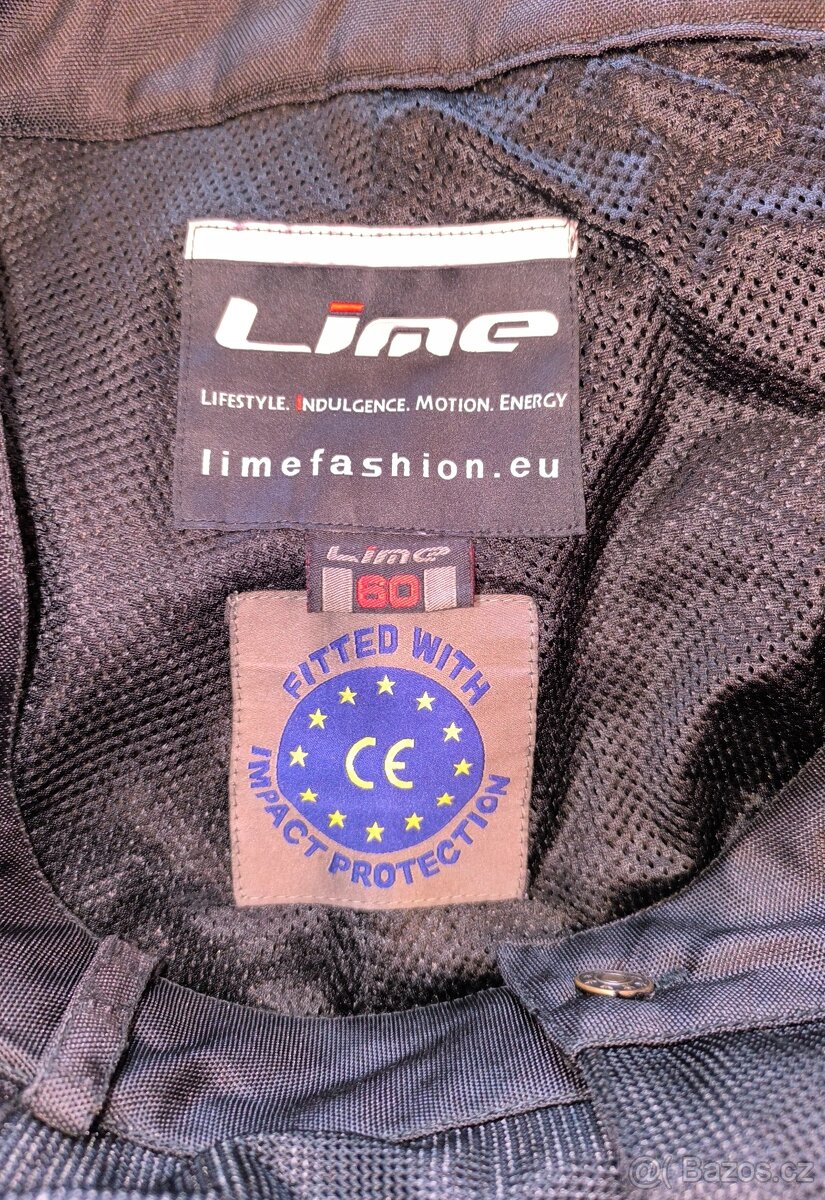 Lime
LIFESTYLE. INDULGENCE. MOTION. ENERGY
limefashion.eu
Lime
60
FITTED WITH
CE
IMPACT PROTECTION
@( Bazos.cz